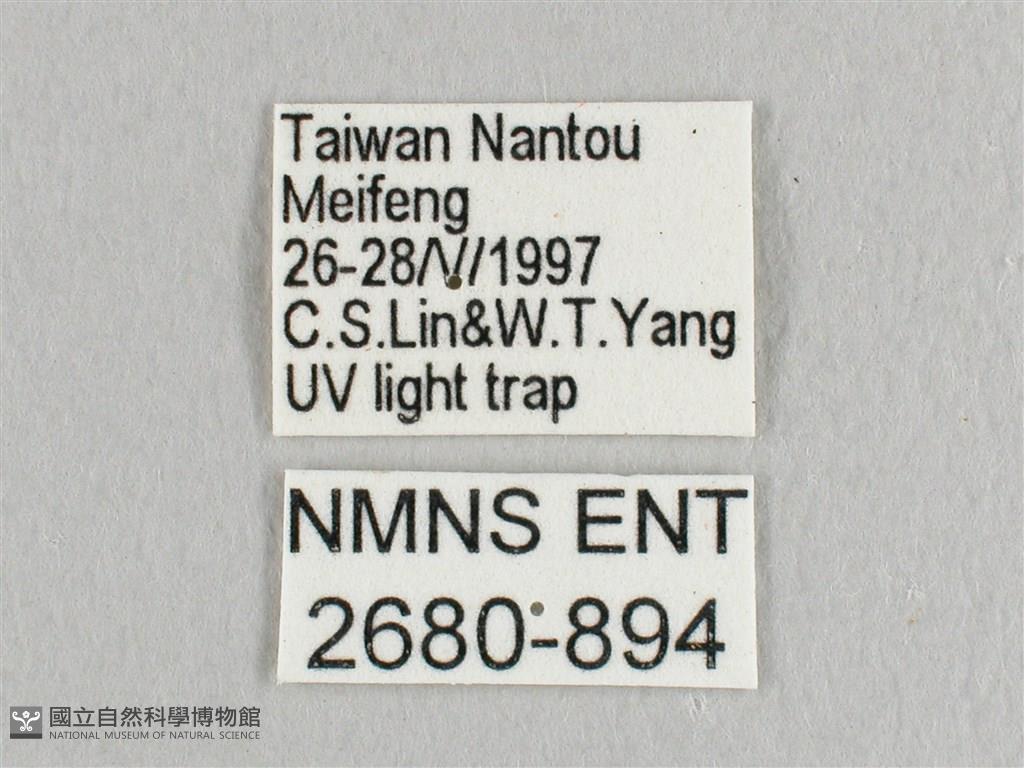 Taiwan Nantou
Meifeng
26-28/V/1997
C.S.Lin&W.T.Yang
UV light trap
NMNS ENT
2680-894
國立自然科學博物館
NATIONAL MUSEUM OF NATURAL SCIENCE